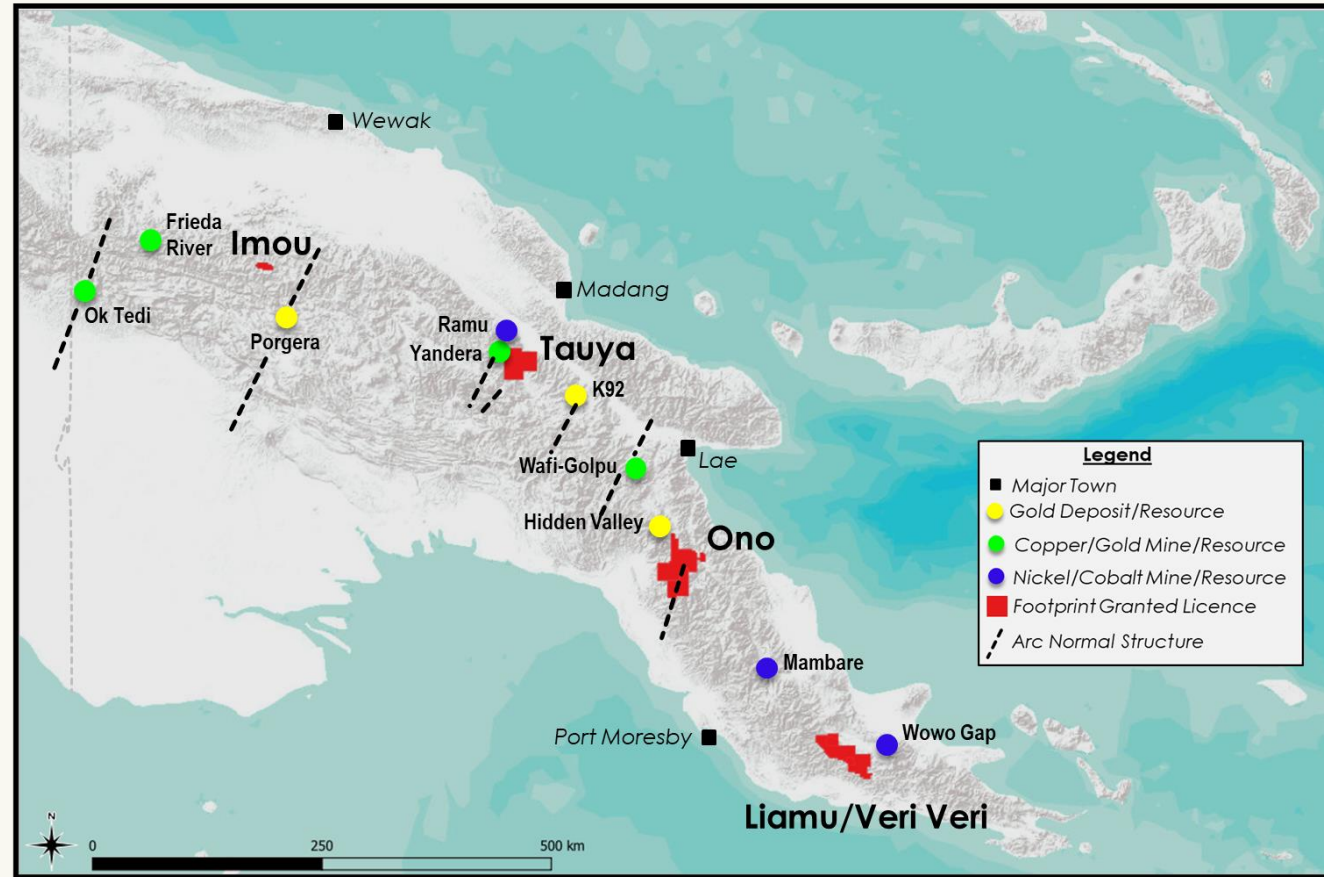 Wewak
Frieda
River
Imou
Ok Tedi
Porgera
Madang
Ramu
Yandera
Tauya
K92
Wafi-Golpu
Lae
Hidden Valley
Ono
Mambare
Port Moresby
Wowo Gap
Liamu/Veri Veri
Legend
Major Town
Gold Deposit/Resource
Copper/Gold Mine/Resource
Nickel/Cobalt Mine/Resource
Footprint Granted Licence
Arc Normal Structure
N
0 250 500 km